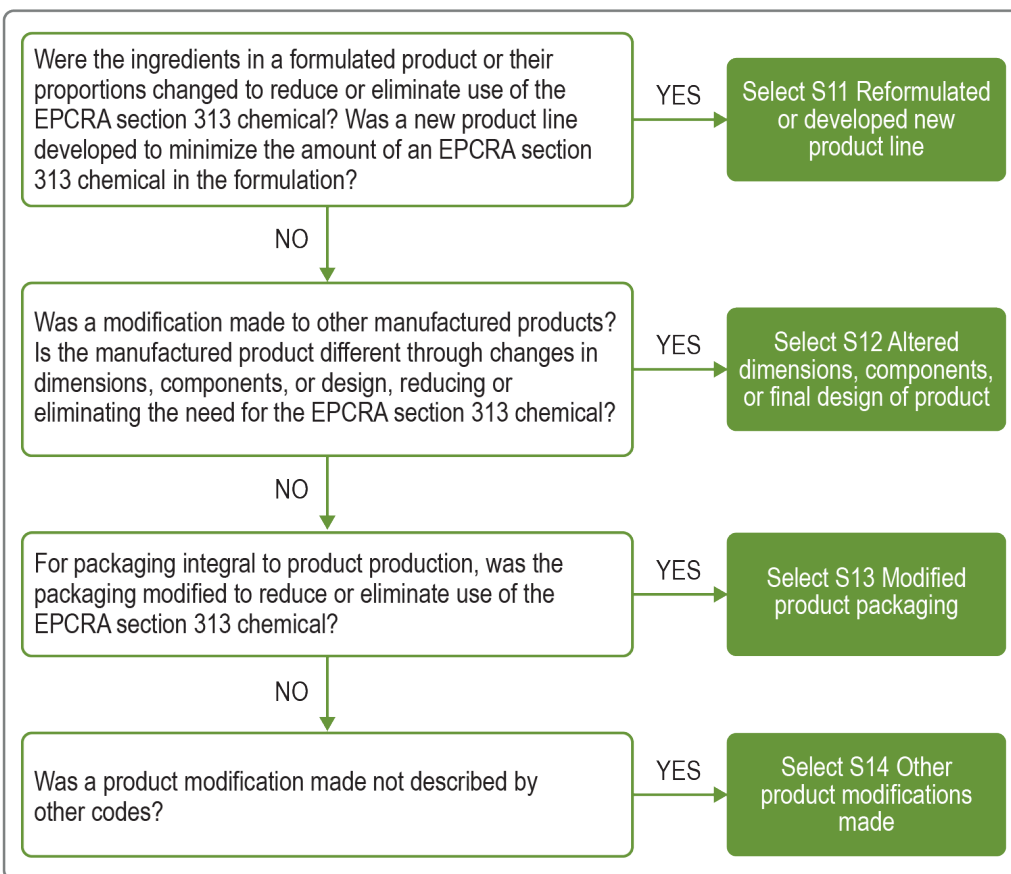 Were the ingredients in a formulated product or their
proportions changed to reduce or eliminate use of the
EPCRA section 313 chemical? Was a new product line
developed to minimize the amount of an EPCRA section
313 chemical in the formulation?
YES
Select S11 Reformulated
or developed new
product line
NO
Was a modification made to other manufactured products?
Is the manufactured product different through changes in
dimensions, components, or design, reducing or
eliminating the need for the EPCRA section 313 chemical?
YES
Select S12 Altered
dimensions, components,
or final design of product
NO
For packaging integral to product production, was the
packaging modified to reduce or eliminate use of the
EPCRA section 313 chemical?
YES
Select S13 Modified
product packaging
NO
Was a product modification made not described by
other codes?
YES
Select S14 Other
product modifications
made